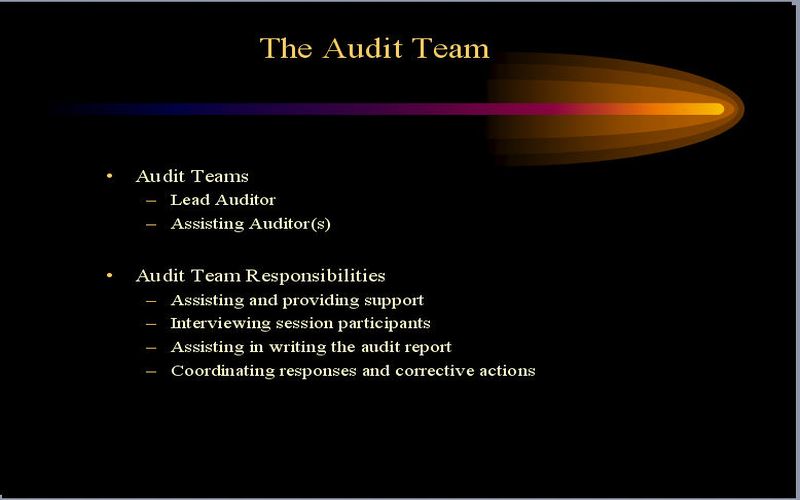 The Audit Team
• Audit Teams
– Lead Auditor
– Assisting Auditor(s)
• Audit Team Responsibilities
– Assisting and providing support
– Interviewing session participants
– Assisting in writing the audit report
– Coordinating responses and corrective actions